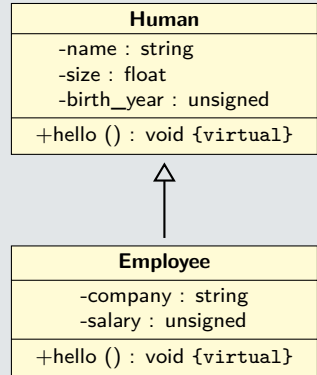 Human
-name : string
-size : float
-birth_year : unsigned
+hello () : void {virtual}
Employee
-company : string
-salary : unsigned
+hello () : void {virtual}